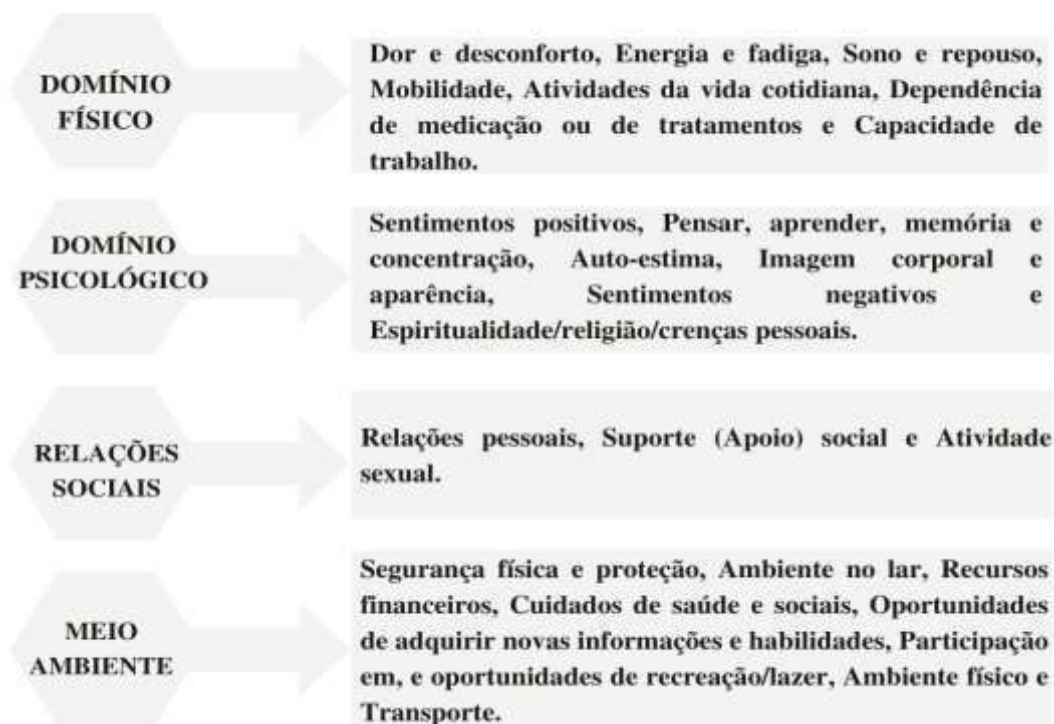 DOMÍNIO
FÍSICO
Dor e desconforto, Energia e fadiga, Sono e repouso,
Mobilidade, Atividades da vida cotidiana, Dependência
de medicação ou de tratamentos e Capacidade de
trabalho.
DOMÍNIO
PSICOLÓGICO
Sentimentos positivos, Pensar, aprender, memória e
concentração, Auto-estima, Imagem corporal e
aparência, Sentimentos negativos e
Espiritualidade/religião/crenças pessoais.
RELAÇÕES
SOCIAIS
Relações pessoais, Suporte (Apoio) social e Atividade
sexual.
MEIO
AMBIENTE
Segurança física e proteção, Ambiente no lar, Recursos
financeiros, Cuidados de saúde e sociais, Oportunidades
de adquirir novas informações e habilidades, Participação
em, e oportunidades de recreação/lazer, Ambiente físico e
Transporte.